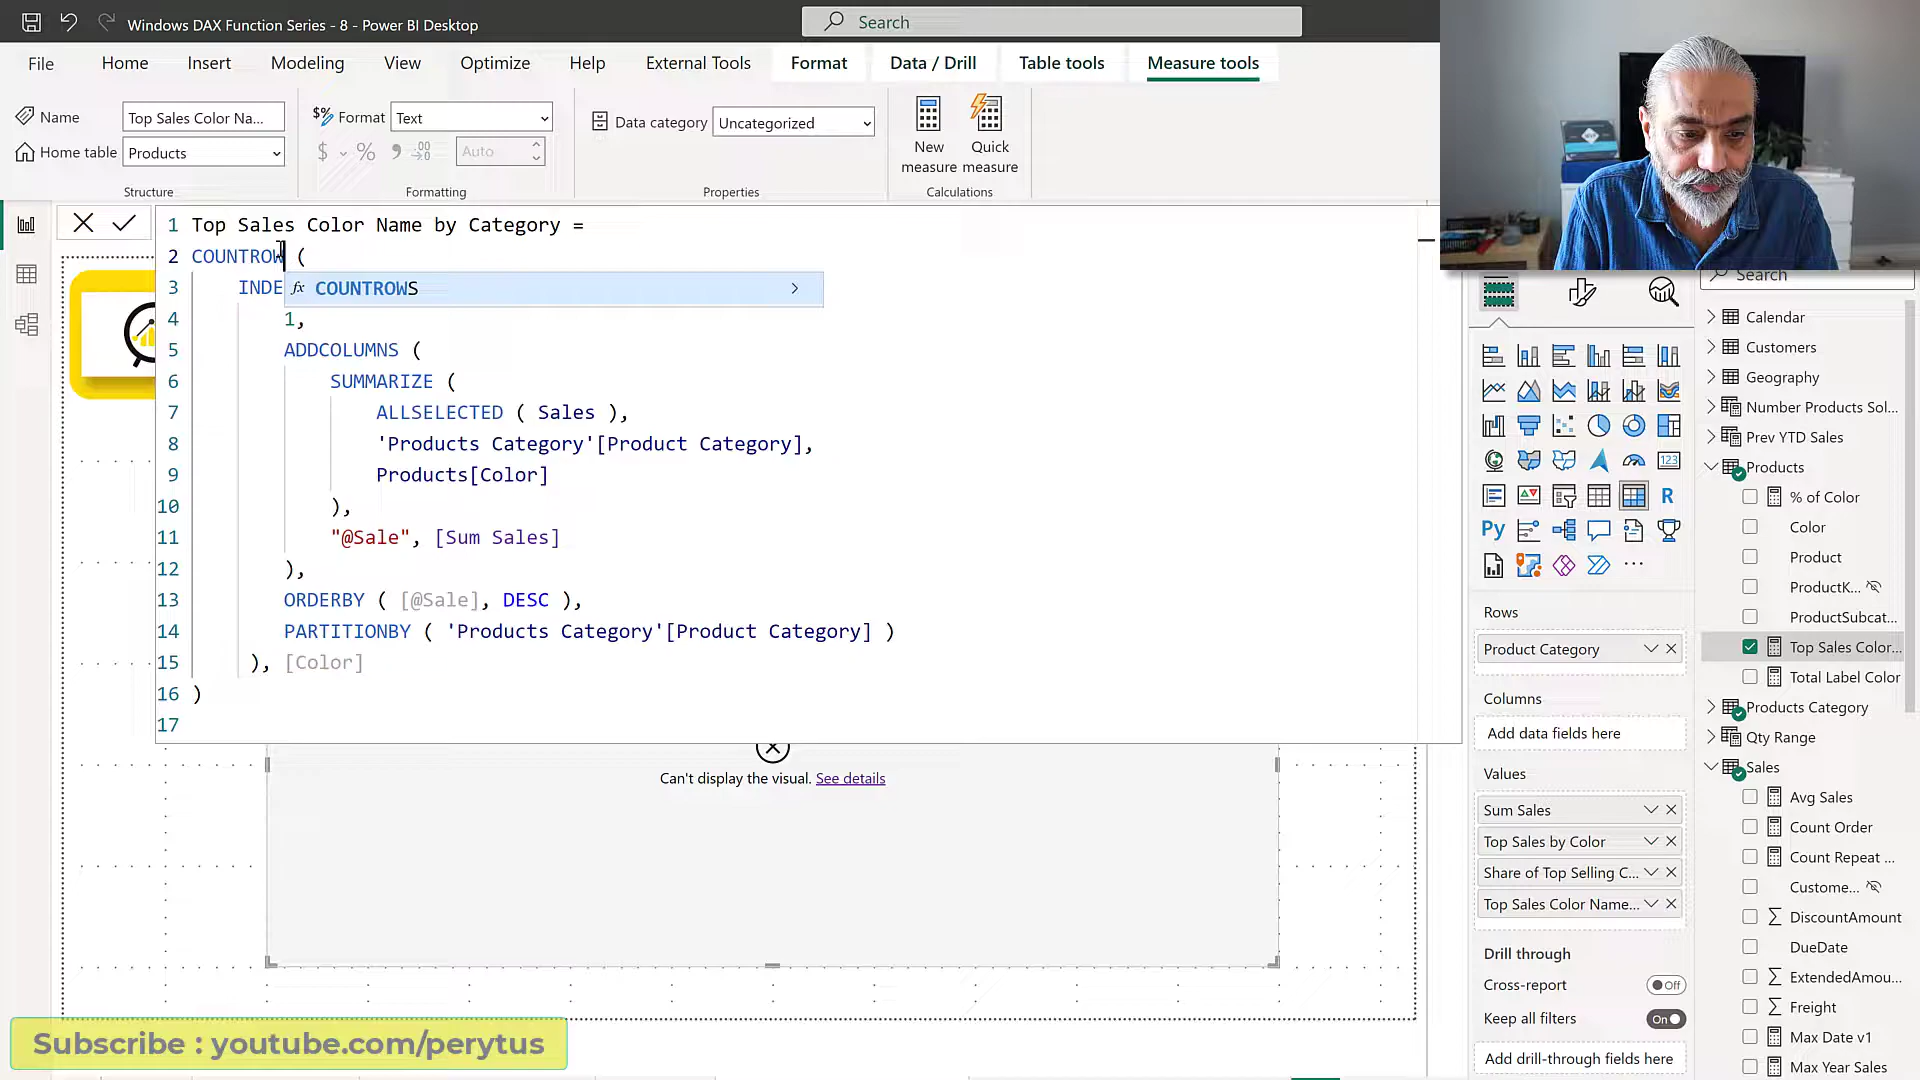 Windows DAX Function Series - 8 - Power BI Desktop
Search
File Home Insert Modeling View Optimize Help External Tools Format Data / Drill Table tools Measure tools
Name Top Sales Color Na...
Home table Products
Structure
$% Format Text
$ % Auto
Formatting
Data category Uncategorized
Properties
New measure
Quick measure
Calculations
1 Top Sales Color Name by Category =
2 COUNTROW (
3 INDE
fx COUNTROWS
4 1,
5 ADDCOLUMNS (
6 SUMMARIZE (
7 ALLSELECTED ( Sales ),
8 'Products Category'[Product Category],
9 Products[Color]
10 ),
11 "@Sale", [Sum Sales]
12 ),
13 ORDERBY ( [@Sale], DESC ),
14 PARTITIONBY ( 'Products Category'[Product Category] )
15 ), [Color]
16 )
17
Can't display the visual. See details
Subscribe : youtube.com/perytus
123
R
Py
Rows
Product Category
Columns
Add data fields here
Values
Sum Sales
Top Sales by Color
Share of Top Selling C...
Top Sales Color Name...
Drill through
Cross-report Off
Keep all filters On
Add drill-through fields here
Search
Calendar
Customers
Geography
Number Products Sol...
Prev YTD Sales
Products
% of Color
Color
Product
ProductK...
ProductSubcat...
Top Sales Color...
Total Label Color
Products Category
Qty Range
Sales
Avg Sales
Count Order
Count Repeat ...
Custome...
DiscountAmount
DueDate
ExtendedAmou...
Freight
Max Date v1
Max Year Sales